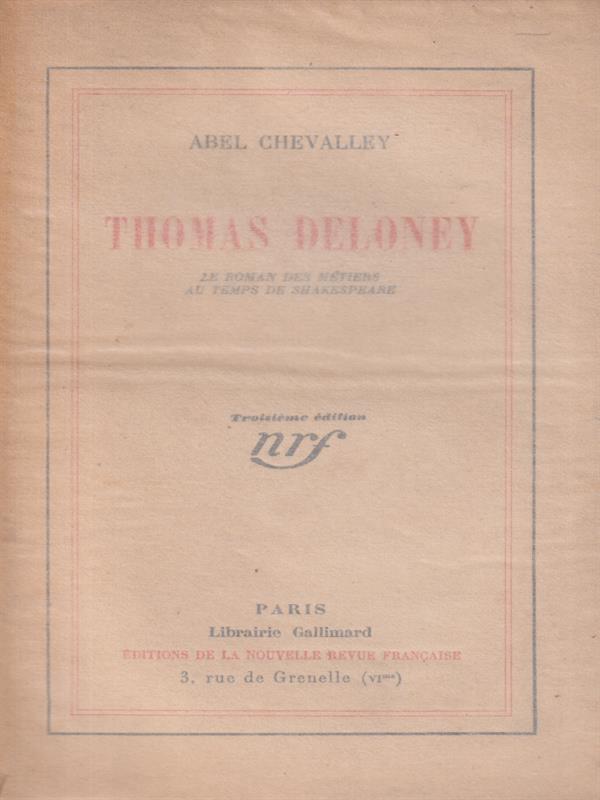 ABEL CHEVALLEY
THOMAS DELONEY
LE ROMAN DES MÉTIERS
AU TEMPS DE SHAKESPEARE
Troisième édition
nrf
PARIS
Librairie Gallimard
ÉDITIONS DE LA NOUVELLE REVUE FRANÇAISE
3, rue de Grenelle (VIᵐᵉ)